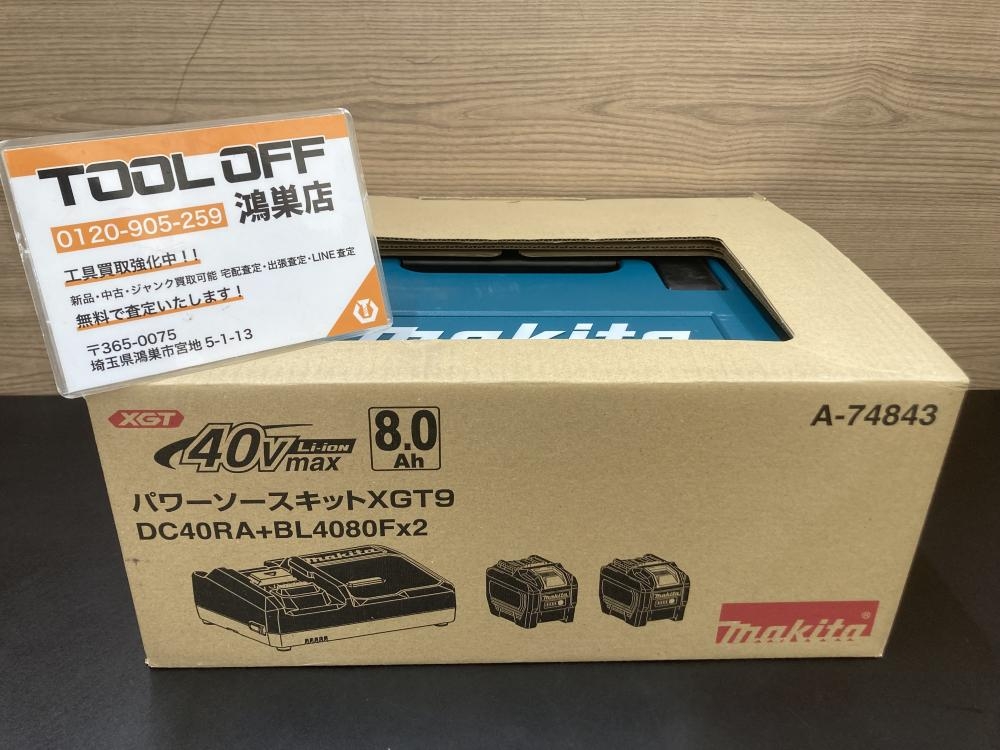 TOOL OFF
0120-905-259 鴻巣店
工具買取強化中!!
新品・中古・ジャンク買取可能 宅配査定・出張査定・LINE査定
無料で査定いたします!
〒365-0075
埼玉県鴻巣市宮地 5-1-13
makita
XGT
40Vmax Li-ion
8.0
Ah
A-74843
パワーソースキットXGT9
DC40RA+BL4080Fx2
makita
makita
makita
makita®